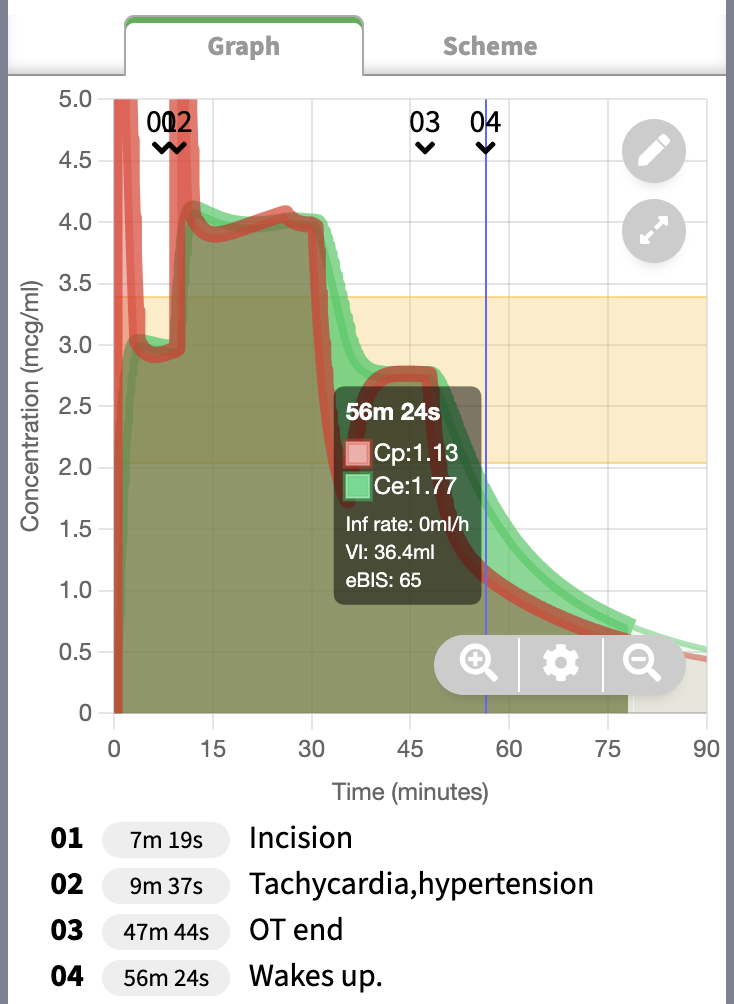 Graph Scheme
5.0
4.5
4.0
3.5
3.0
2.5
2.0
1.5
1.0
0.5
0
Concentration (mcg/ml)
01 02 03 04
56m 24s
Cp:1.13
Ce:1.77
Inf rate: 0ml/h
VI: 36.4ml
eBIS: 65
0 15 30 45 60 75 90
Time (minutes)
01 7m 19s Incision
02 9m 37s Tachycardia,hypertension
03 47m 44s OT end
04 56m 24s Wakes up.